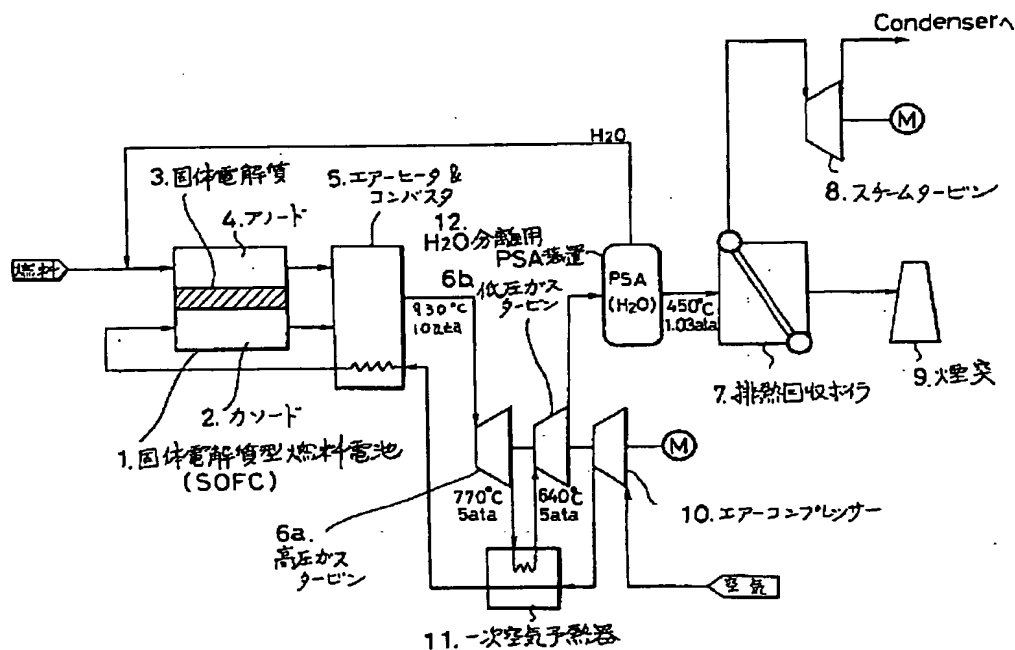 Condenserへ
M
8.スチームタービン
H2O
3.固体電解質
4.アノード
5.エアーヒータ&
コンバスタ
12.
H2O分離用
PSA装置
PSA
(H2O)
燃料
930℃
10ata
6b.
低圧ガス
タービン
450℃
1.03ata
7.排熱回収ボイラ
9.煙突
2.カソード
1.固体電解質型燃料電池
(SOFC)
M
770℃
5ata
640℃
5ata
10.エアーコンプレッサー
6a.
高圧ガス
タービン
空気
11.一次空気予熱器